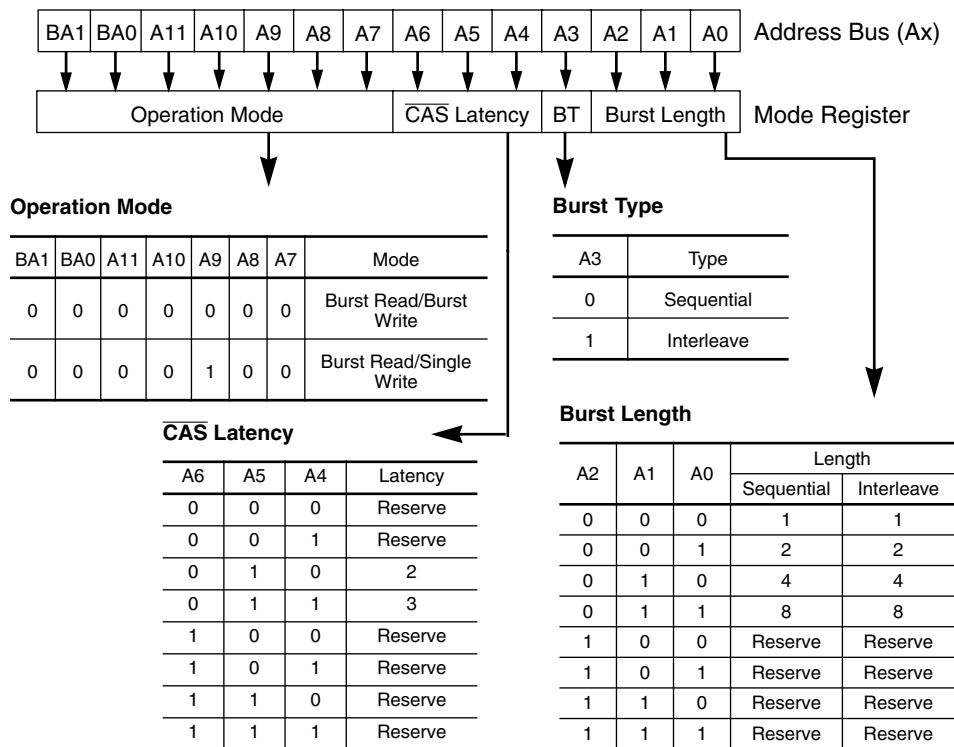 BA1 BA0 A11 A10 A9 A8 A7 A6 A5 A4 A3 A2 A1 A0 Address Bus (Ax)
Operation Mode CAS Latency BT Burst Length Mode Register
Operation Mode
BA1 BA0 A11 A10 A9 A8 A7 Mode
0 0 0 0 0 0 0 Burst Read/Burst
Write
0 0 0 0 1 0 0 Burst Read/Single
Write
Burst Type
A3 Type
0 Sequential
1 Interleave
CAS Latency
A6 A5 A4 Latency
0 0 0 Reserve
0 0 1 Reserve
0 1 0 2
0 1 1 3
1 0 0 Reserve
1 0 1 Reserve
1 1 0 Reserve
1 1 1 Reserve
Burst Length
A2 A1 A0 Length
Sequential Interleave
0 0 0 1 1
0 0 1 2 2
0 1 0 4 4
0 1 1 8 8
1 0 0 Reserve Reserve
1 0 1 Reserve Reserve
1 1 0 Reserve Reserve
1 1 1 Reserve Reserve